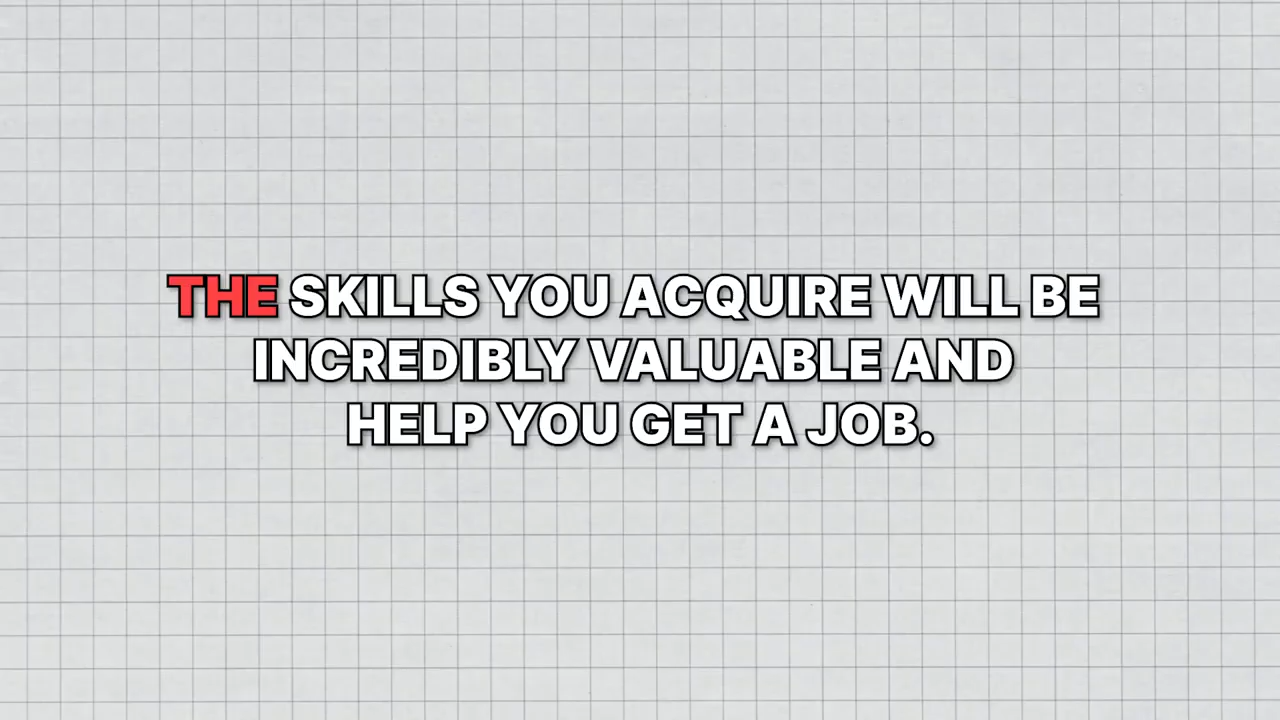 THE SKILLS YOU ACQUIRE WILL BE
INCREDIBLY VALUABLE AND
HELP YOU GET A JOB.